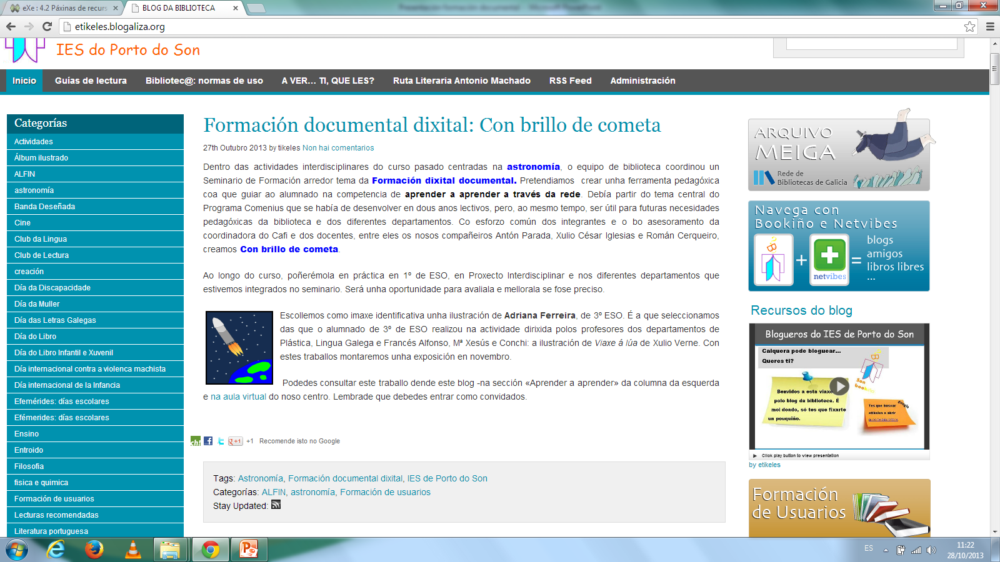 eXe : 4.2 Páxinas de recurs
BLOG DA BIBLIOTECA
Presentación formación documental - Microsoft PowerPoint
etikeles.blogaliza.org
IES do Porto do Son
Inicio
Guías de lectura
Bibliotec@: normas de uso
A VER... TI, QUE LES?
Ruta Literaria Antonio Machado
RSS Feed
Administración
Categorías
Actividades
Álbum ilustrado
ALFIN
astronomía
Banda Deseñada
Cine
Club da Lingua
Club de Lectura
creación
Día da Discapacidade
Día da Muller
Día das Letras Galegas
Día do Libro
Día do Libro Infantil e Xuvenil
Día internacional contra a violenca machista
Día internacional de la Infancia
Efemérides: días escolares
Efémerides: días escolares
Ensino
Entroido
Filosofia
fisica e quimica
Formación de usuarios
Lecturas recomendadas
Literatura portuguesa
Formación documental dixital: Con brillo de cometa
27th Outubro 2013 by tikeles Non hai comentarios
Dentro das actividades interdisciplinares do curso pasado centradas na astronomía, o equipo de biblioteca coordinou un
Seminario de Formación arredor tema da Formación dixital documental. Pretendiamos crear unha ferramenta pedagóxica
coa que guiar ao alumnado na competencia de aprender a aprender a través da rede. Debía partir do tema central do
Programa Comenius que se había de desenvolver en dous anos lectivos, pero, ao mesmo tempo, ser útil para futuras necesidades
pedagóxicas da biblioteca e dos diferentes departamentos. Co esforzo común dos integrantes e o bo asesoramento da
coordinadora do Cafi e dos docentes, entre eles os nosos compañeiros Antón Parada, Xulio César Iglesias e Román Cerqueiro,
creamos Con brillo de cometa.
Ao longo do curso, poñerémola en práctica en 1º de ESO, en Proxecto Interdisciplinar e nos diferentes departamentos que
estivemos integrados no seminario. Será unha oportunidade para avaliala e mellorala se fose preciso.
Escollemos como imaxe identificativa unha ilustración de Adriana Ferreira, de 3º ESO. É a que seleccionamos
das que o alumnado de 3º de ESO realizou na actividade dirixida polos profesores dos departamentos de
Plástica, Lingua Galega e Francés Alfonso, Mª Xesús e Conchi: a ilustración de Viaxe á lúa de Xulio Verne. Con
estes traballos montaremos unha exposición en novembro.
Podedes consultar este traballo dende este blog -na sección «Aprender a aprender» da columna da esquerda
e na aula virtual do noso centro. Lembrade que debedes entrar como convidados.
ch!
g +1 +1 Recomende isto no Google
Tags: Astronomía, Formación documental dixital, IES de Porto do Son
Categorías: ALFIN, astronomía, Formación de usuarios
Stay Updated:
ARQUIVO
MEIGA
Rede de
Bibliotecas de Galicia
Navega con
Bookiño e Netvibes
+
netvibes
=
blogs
amigos
libros libres
...
Recursos do blog
Blogueros do IES de Porto do Son
Calquera pode bloguear...
Queres ti?
Son
bookiño
Benvidos a esta viaxe
polo blog da biblioteca. É
moi doado, só tes que fixarte
un pouquiño.
google
Tes que buscar
etikeles e abrir
BLOG DA BIBLIOTECA
Click play button to view presentation
by etikeles
Formación
de Usuarios
ES
11:22
28/10/2013